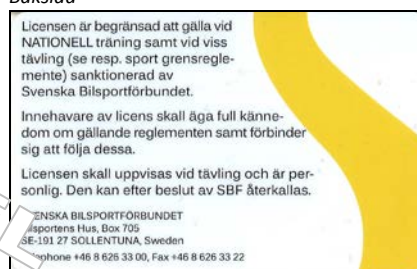 Baksida
Licensen är begränsad att gälla vid
NATIONELL träning samt vid viss
tävling (se resp. sport grensregle-
mente) sanktionerad av
Svenska Bilsportförbundet.
Innehavare av licens skall äga full känne-
dom om gällande reglementen samt förbinder
sig att följa dessa.
Licensen skall uppvisas vid tävling och är per-
sonlig. Den kan efter beslut av SBF återkallas.
ENSKA BILSPORTFÖRBUNDET
ilsportens Hus, Box 705
SE-191 27 SOLLENTUNA, Sweden
ephone +46 8 626 33 00, Fax +46 8 626 33 22